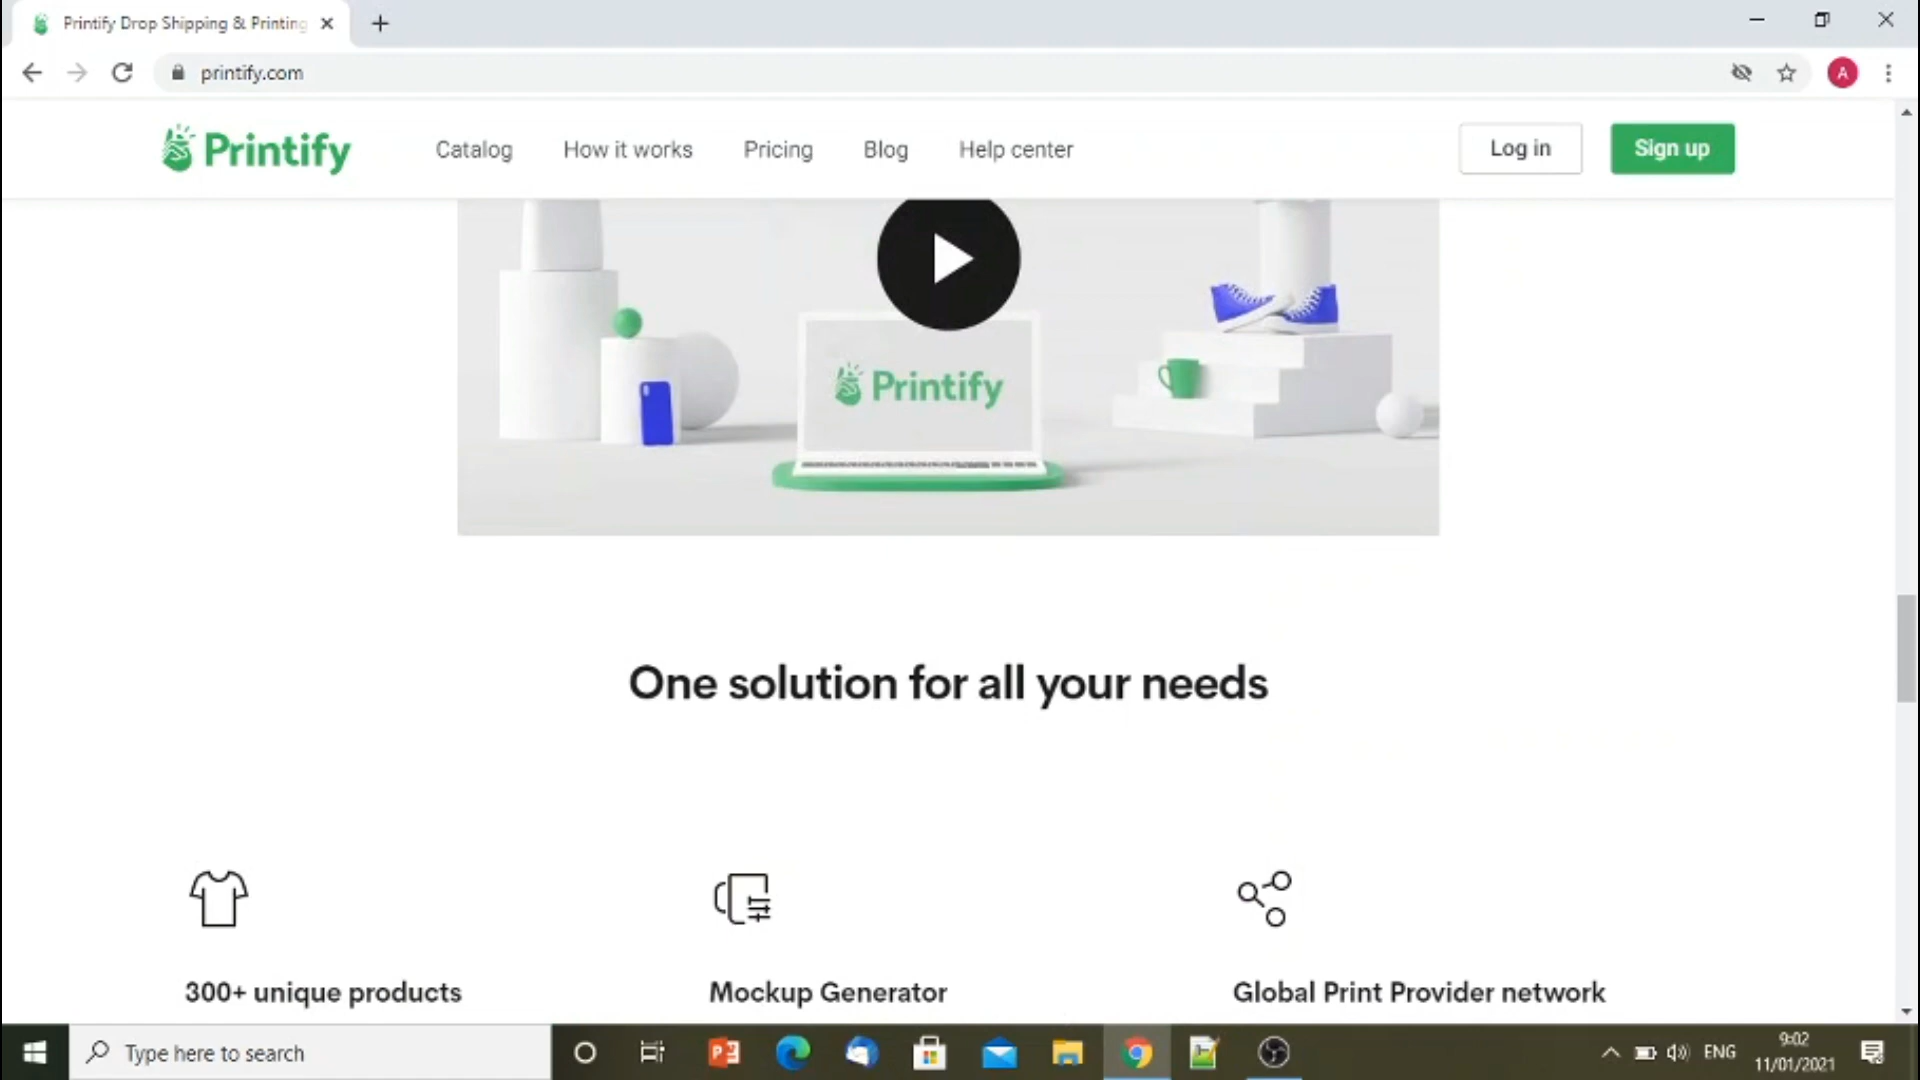 Printify Drop Shipping & Printing
printify.com
A
Printify
Catalog
How it works
Pricing
Blog
Help center
Log in
Sign up
Printify
One solution for all your needs
300+ unique products
Mockup Generator
Global Print Provider network
Type here to search
ENG
9:02
11/01/2021